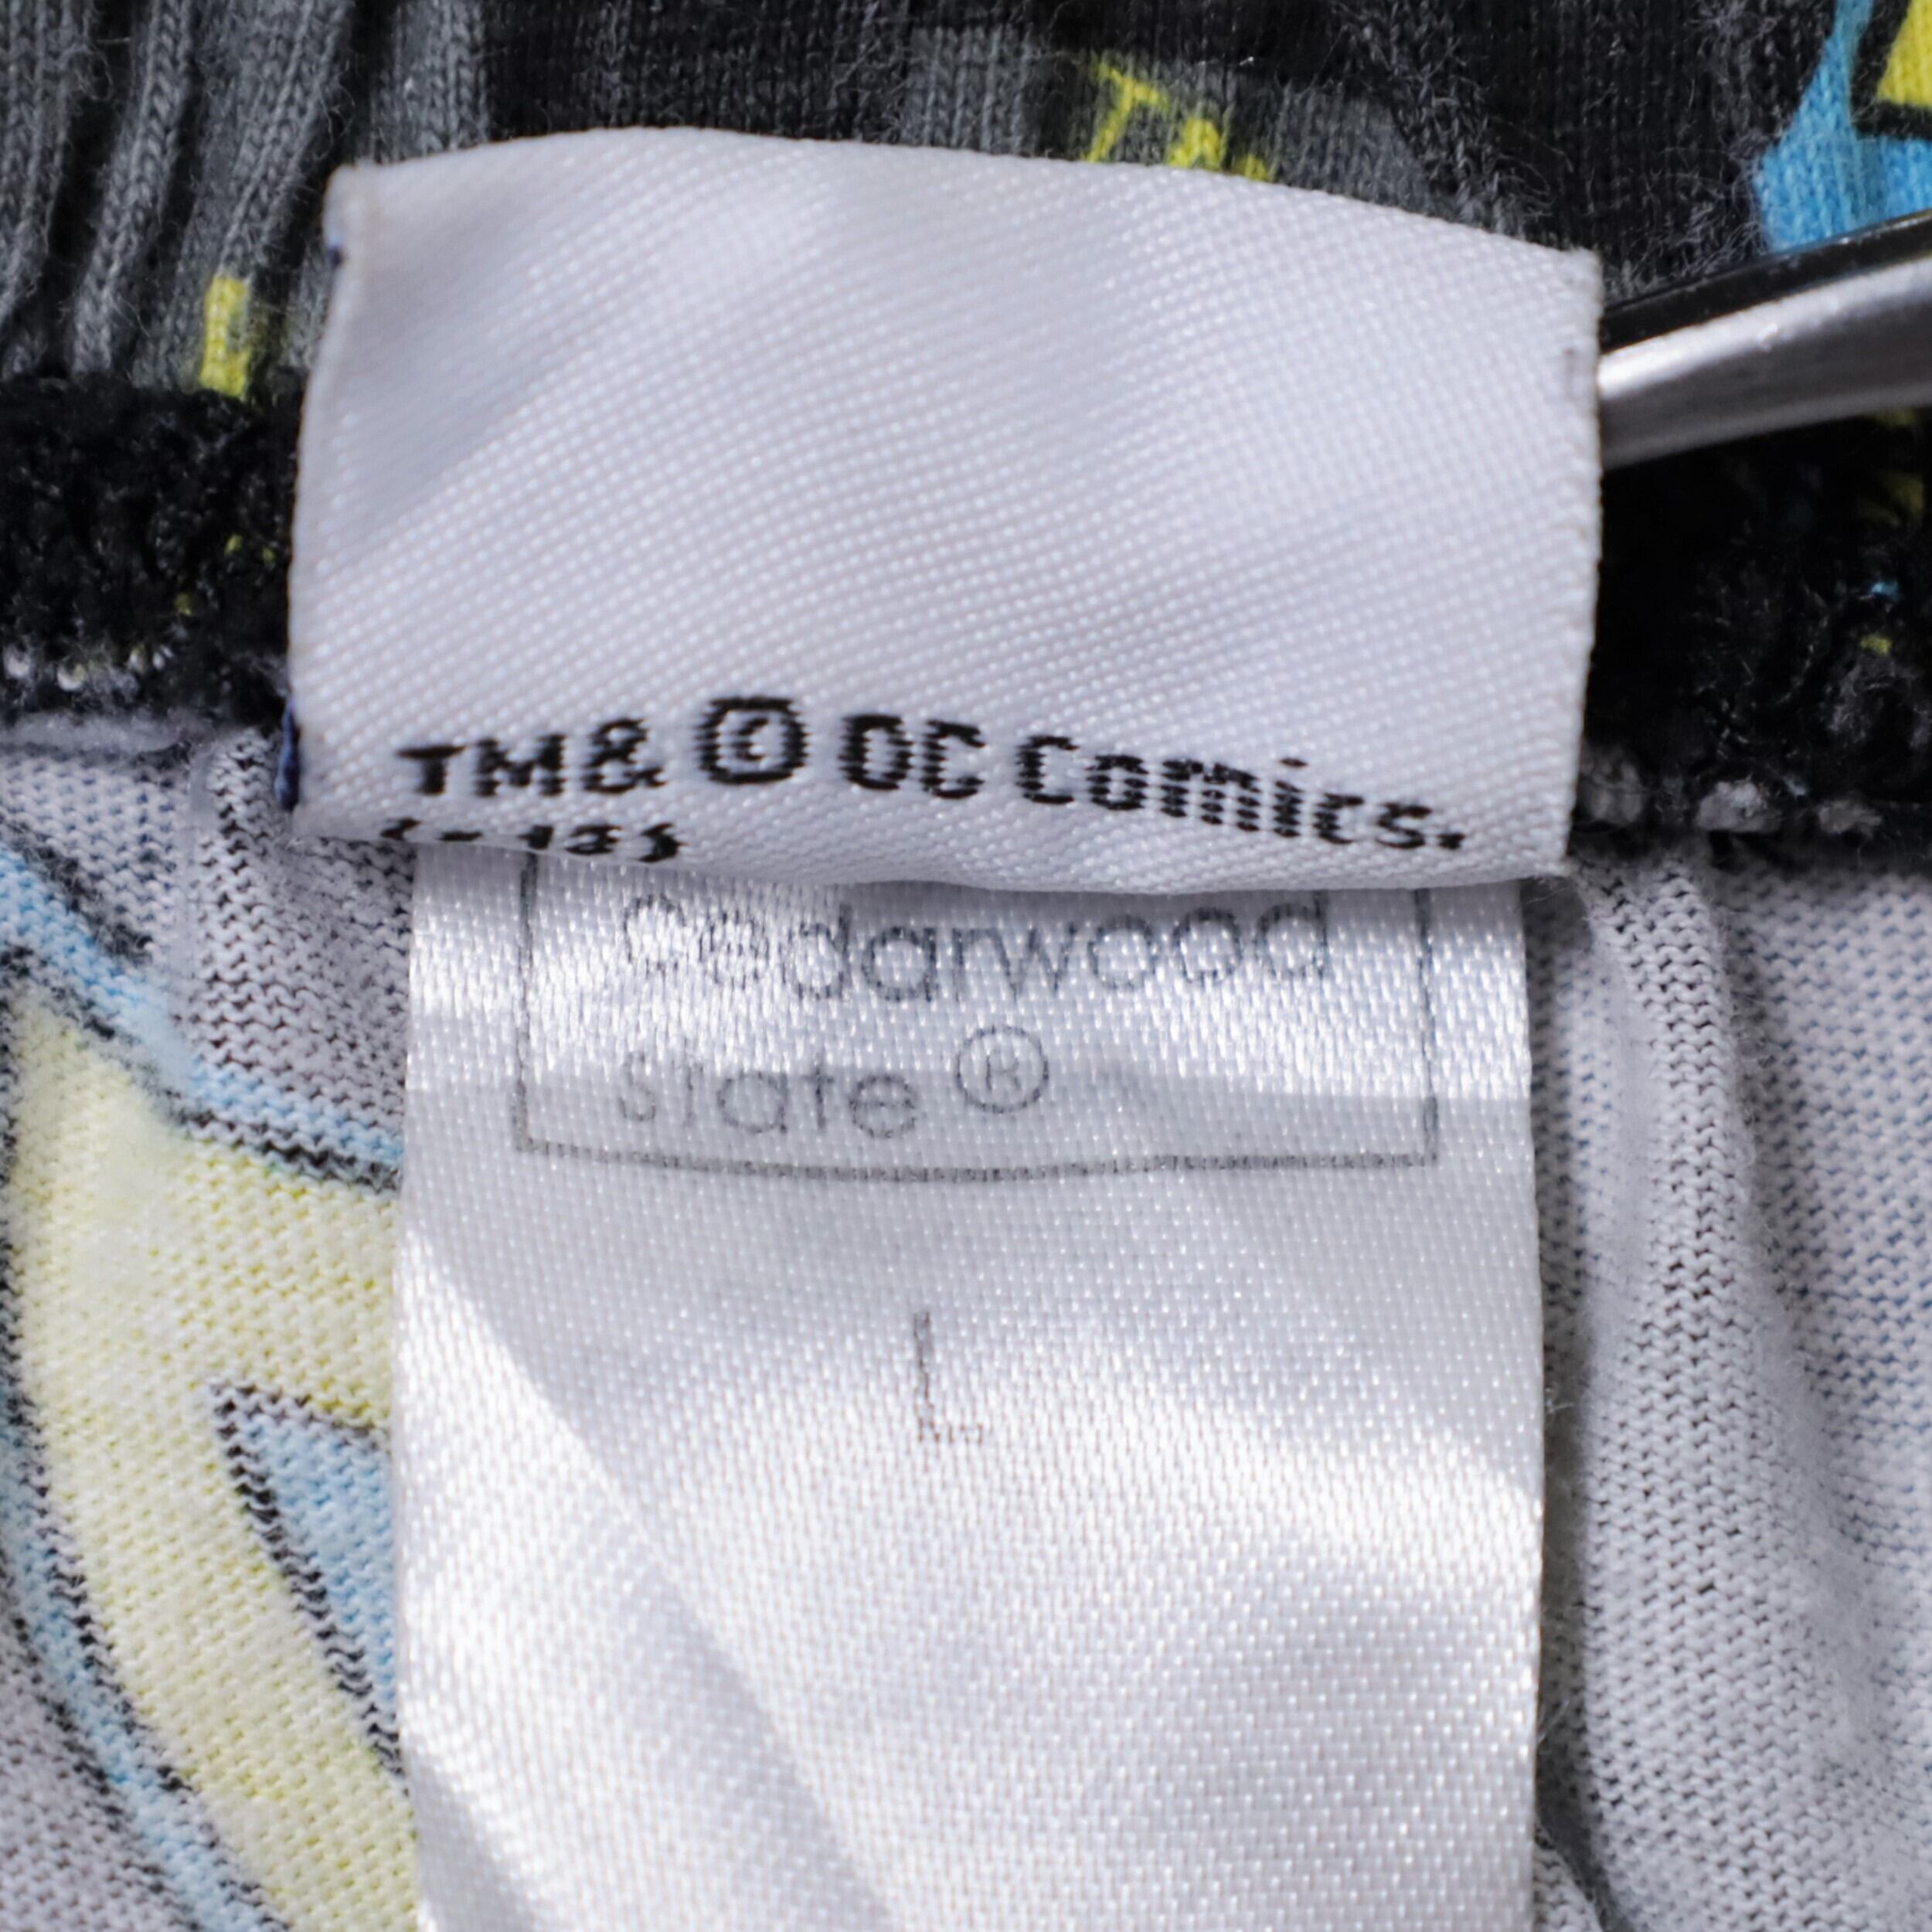 TM& © DC Comics.
cedarwood
state ®
L